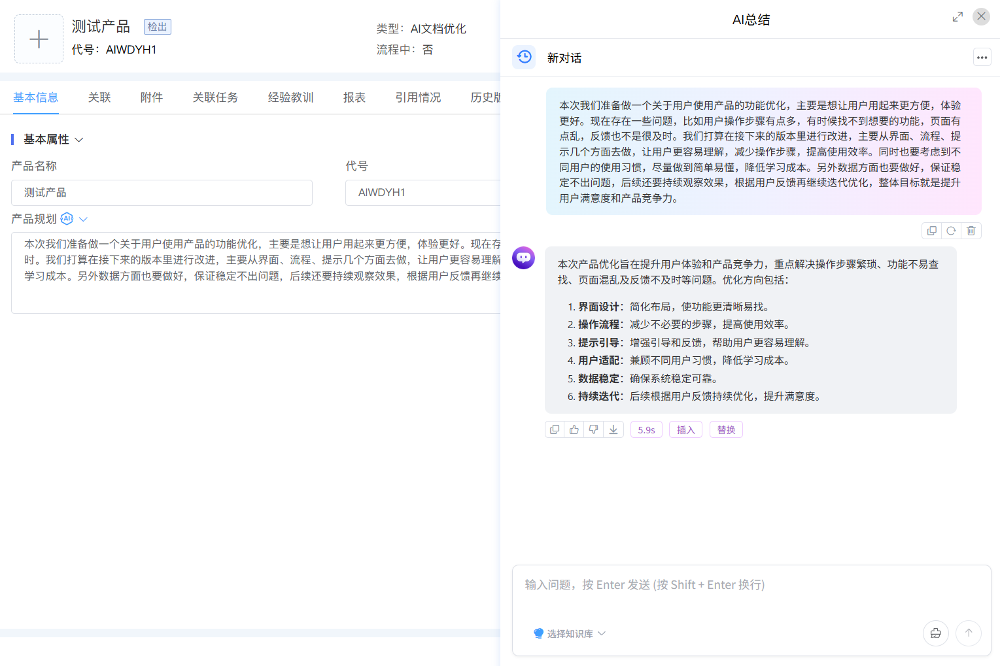 测试产品 检出
代号：AIWDYH1
类型：AI文档优化
流程中：否
基本信息 关联 附件 关联任务 经验教训 报表 引用情况 历史版
基本属性
产品名称
测试产品
代号
AIWDYH1
产品规划 AI
本次我们准备做一个关于用户使用产品的功能优化，主要是想让用户用起来更方便，体验更好。现在存
时。我们打算在接下来的版本里进行改进，主要从界面、流程、提示几个方面去做，让用户更容易理解
学习成本。另外数据方面也要做好，保证稳定不出问题，后续还要持续观察效果，根据用户反馈再继续
AI总结
新对话
本次我们准备做一个关于用户使用产品的功能优化，主要是想让用户用起来更方便，体验
更好。现在存在一些问题，比如用户操作步骤有点多，有时候找不到想要的功能，页面有
点乱，反馈也不是很及时。我们打算在接下来的版本里进行改进，主要从界面、流程、提
示几个方面去做，让用户更容易理解，减少操作步骤，提高使用效率。同时也要考虑到不
同用户的使用习惯，尽量做到简单易懂，降低学习成本。另外数据方面也要做好，保证稳
定不出问题，后续还要持续观察效果，根据用户反馈再继续迭代优化，整体目标就是提升
用户满意度和产品竞争力。
本次产品优化旨在提升用户体验和产品竞争力，重点解决操作步骤繁琐、功能不易查
找、页面混乱及反馈不及时等问题。优化方向包括：
1. 界面设计：简化布局，使功能更清晰易找。
2. 操作流程：减少不必要的步骤，提高使用效率。
3. 提示引导：增强引导和反馈，帮助用户更容易理解。
4. 用户适配：兼顾不同用户习惯，降低学习成本。
5. 数据稳定：确保系统稳定可靠。
6. 持续迭代：后续根据用户反馈持续优化，提升满意度。
5.9s 插入 替换
输入问题，按 Enter 发送 (按 Shift + Enter 换行)
选择知识库